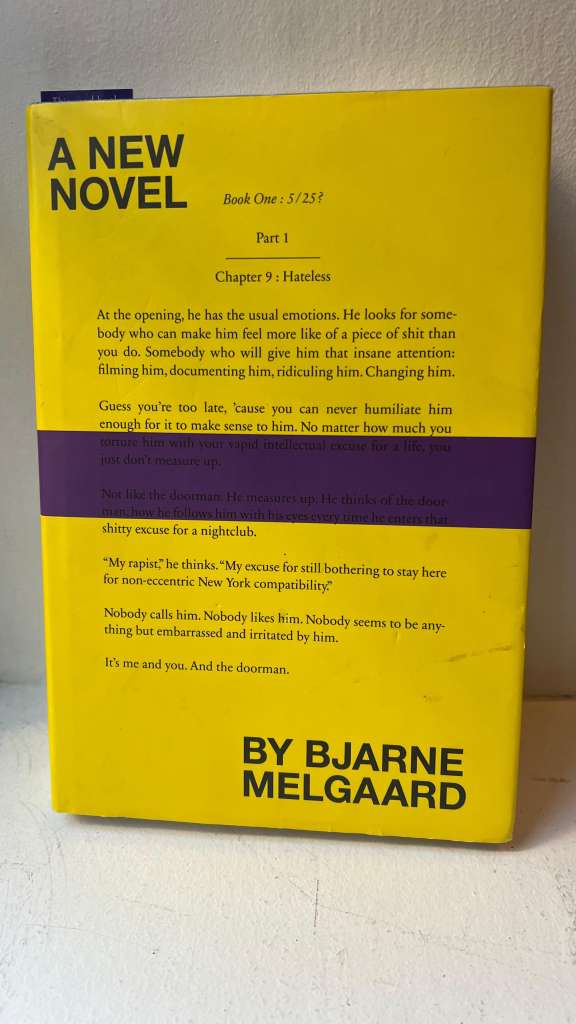 A NEW
NOVEL
Book One : 5/25?
Part 1
Chapter 9 : Hateless
At the opening, he has the usual emotions. He looks for some-
body who can make him feel more like of a piece of shit than
you do. Somebody who will give him that insane attention:
filming him, documenting him, ridiculing him. Changing him.
Guess you're too late, 'cause you can never humiliate him
enough for it to make sense to him. No matter how much you
torture him with your vapid intellectual excuse for a life, you
just don't measure up.
Not like the doorman. He measures up. He thinks of the door-
man; how he follows him with his eyes every time he enters that
shitty excuse for a nightclub.
"My rapist," he thinks. "My excuse for still bothering to stay here
for non-eccentric New York compatibility."
Nobody calls him. Nobody likes him. Nobody seems to be any-
thing but embarrassed and irritated by him.
It's me and you. And the doorman.
BY BJARNE
MELGAARD